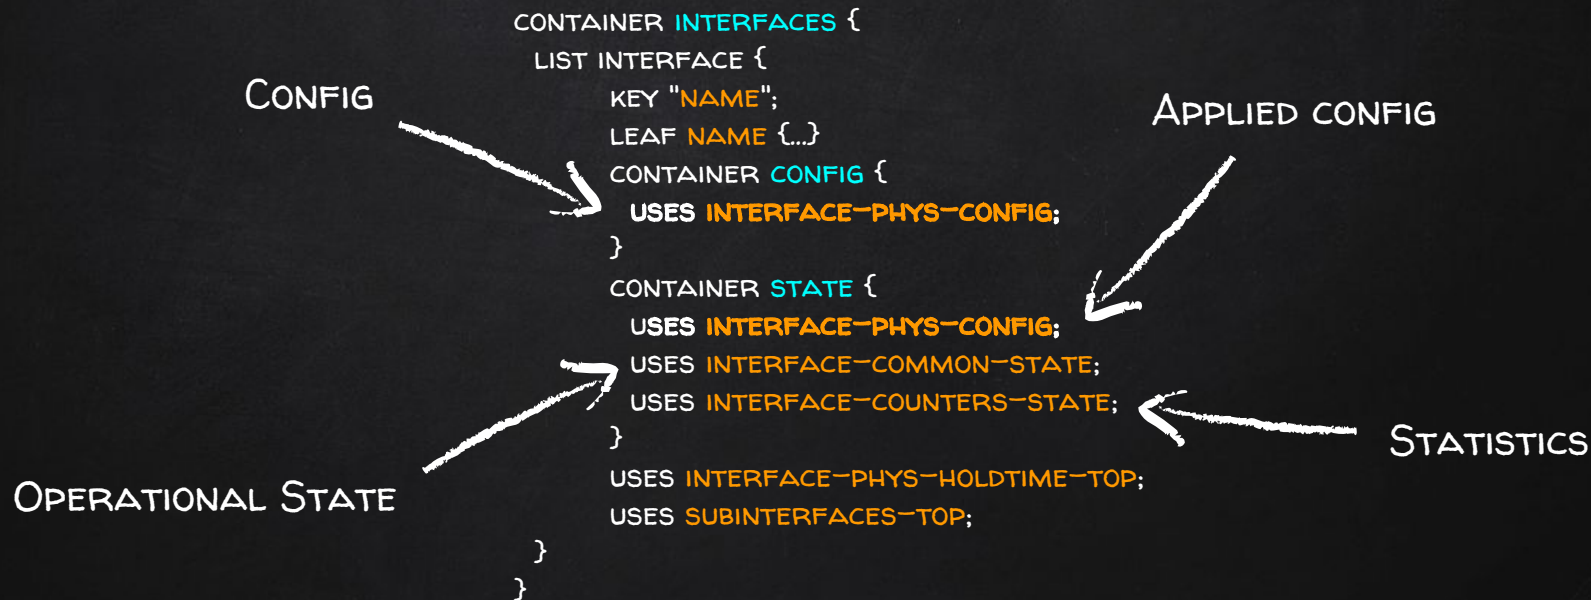 CONTAINER INTERFACES {
LIST INTERFACE {
KEY "NAME";
LEAF NAME {...}
CONTAINER CONFIG {
USES INTERFACE-PHYS-CONFIG;
}
CONTAINER STATE {
USES INTERFACE-PHYS-CONFIG;
USES INTERFACE-COMMON-STATE;
USES INTERFACE-COUNTERS-STATE;
}
USES INTERFACE-PHYS-HOLDTIME-TOP;
USES SUBINTERFACES-TOP;
}
}
CONFIG
APPLIED CONFIG
OPERATIONAL STATE
STATISTICS